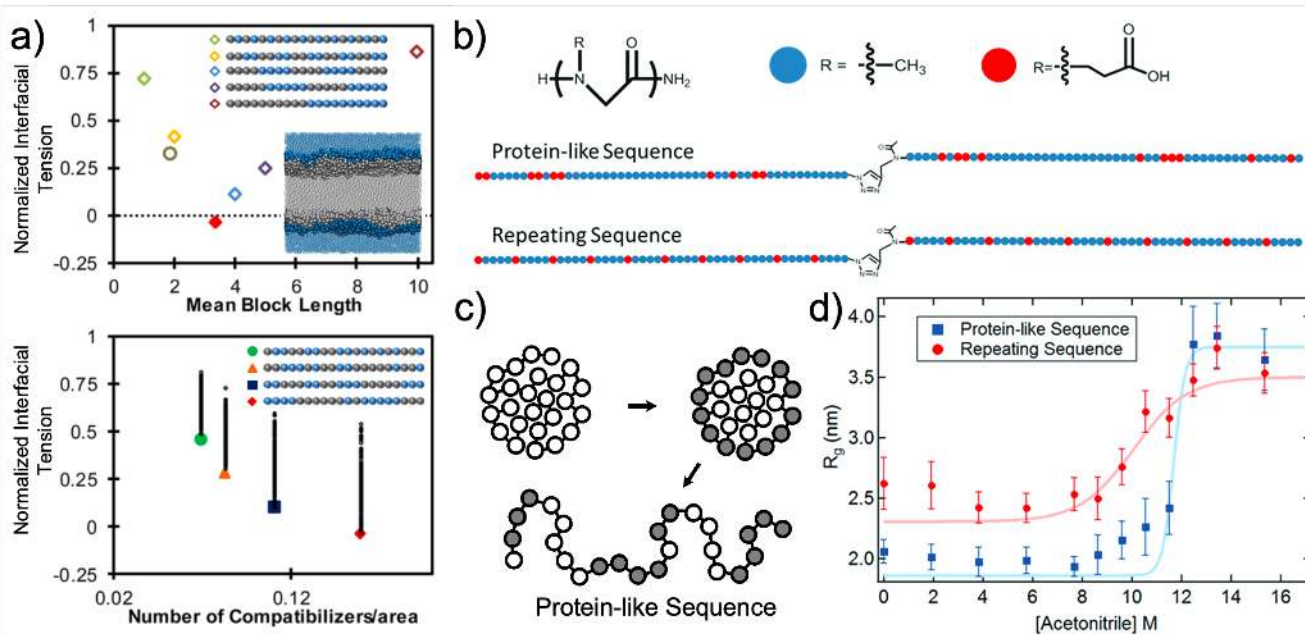 a)
1
0.75
0.5
0.25
0
-0.25
Normalized Interfacial
Tension
0 2 4 6 8 10
Mean Block Length
1
0.75
0.5
0.25
0
-0.25
Normalized Interfacial
Tension
0.02 0.12
Number of Compatibilizers/area
b)
H N R O NH2
R = CH3
R= O OH
Protein-like Sequence
O N
N N N
Repeating Sequence
O N
N N N
c)
Protein-like Sequence
d)
Protein-like Sequence
Repeating Sequence
4.0
3.5
3.0
2.5
2.0
Rg (nm)
0 2 4 6 8 10 12 14 16
[Acetonitrile] M